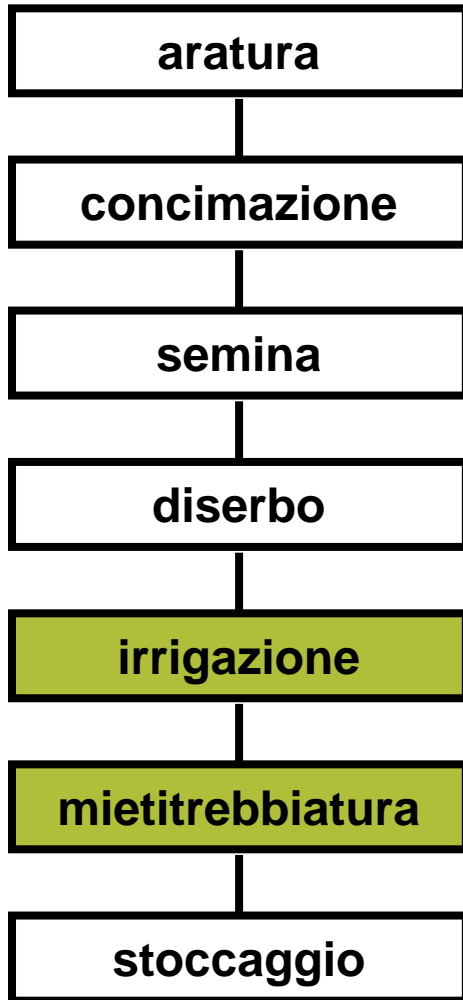 aratura
concimazione
semina
diserbo
irrigazione
mietitrebbiatura
stoccaggio